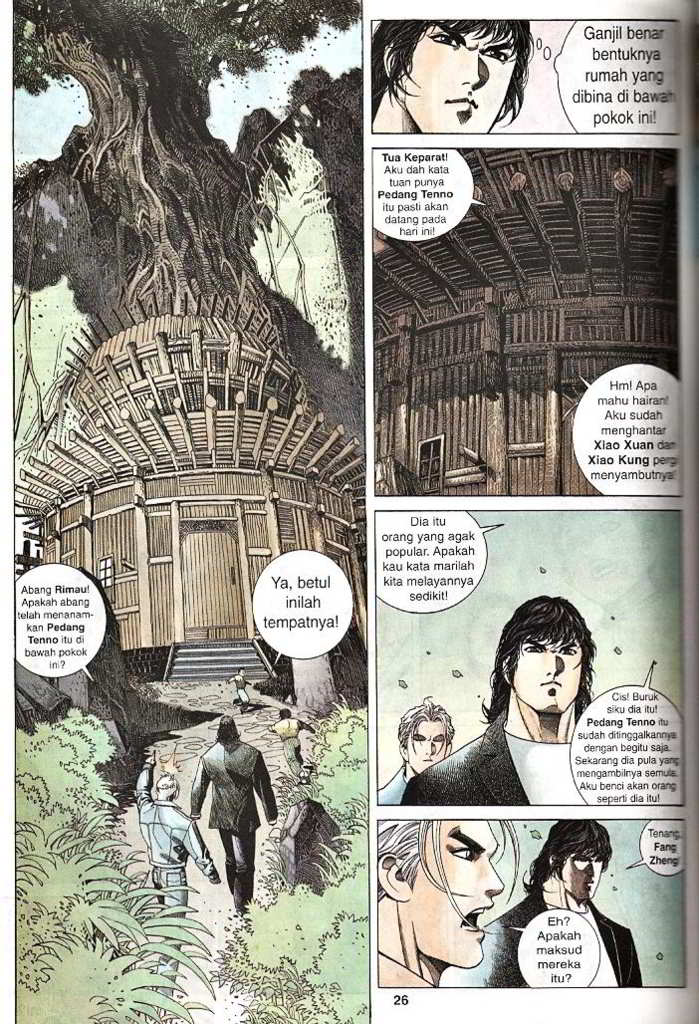 Abang Rimau!
Apakah abang
telah menanam-
kan Pedang
Tenno itu di
bawah pokok
ini?
Ya, betul
inilah
tempatnya!
Ganjil benar
bentuknya
rumah yang
dibina di bawah
pokok ini!
Tua Keparat!
Aku dah kata
tuan punya
Pedang Tenno
itu pasti akan
datang pada
hari ini!
Hm! Apa
mahu hairan!
Aku sudah
menghantar
Xiao Xuan dan
Xiao Kung pergi
menyambutnya!
Dia itu
orang yang agak
popular. Apakah
kau kata marilah
kita melayannya
sedikit!
Cis! Buruk
siku dia itu!
Pedang Tenno
sudah ditinggalkannya
dengan begitu saja.
Sekarang dia pula yang
mengambilnya semula.
Aku benci akan orang
seperti dia itu!
Tenang,
Fang
Zheng!
Eh?
Apakah
maksud
mereka
itu?
26